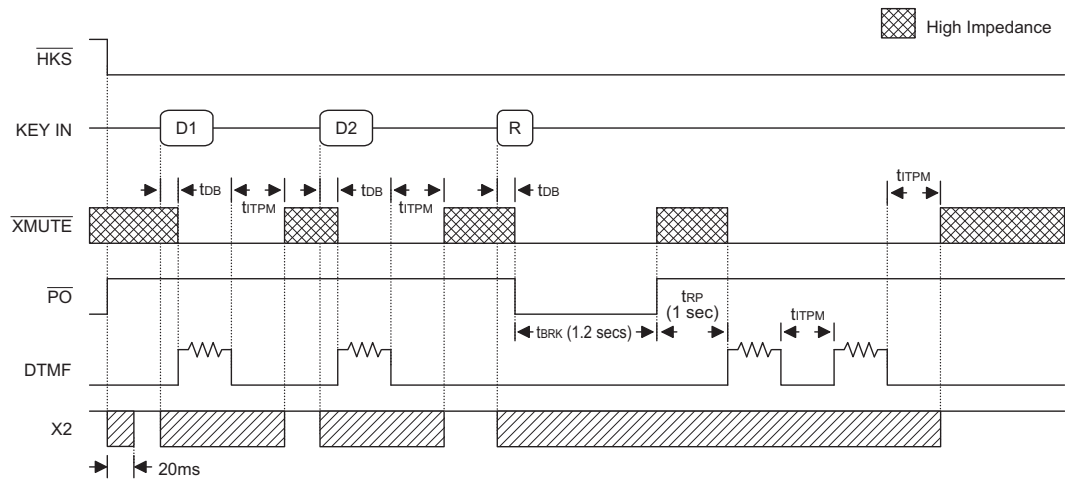 High Impedance
HKS
KEY IN
D1
D2
R
tDB
tITPM
tDB
tITPM
tDB
tITPM
XMUTE
PO
tBRK (1.2 secs)
tRP
(1 sec)
tITPM
DTMF
X2
20ms